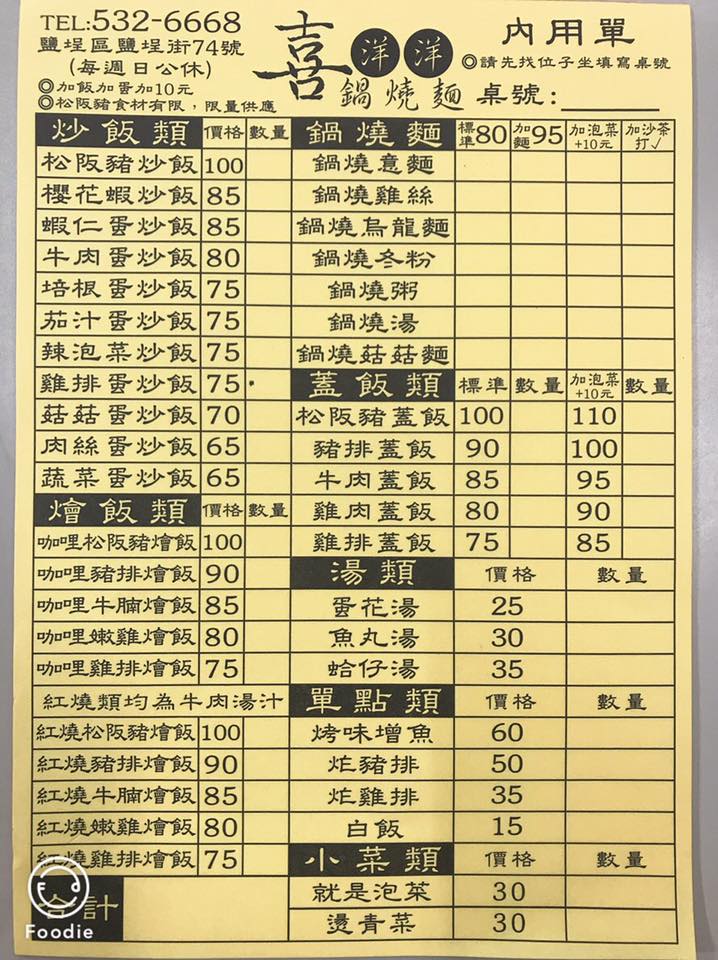 TEL:532-6668
鹽埕區鹽埕街74號
(每週日公休)
◎加飯加蛋加10元
◎松阪豬食材有限，限量供應
喜洋洋
鍋燒麵
內用單
◎請先找位子坐填寫桌號
桌號:
炒飯類 價格 數量
松阪豬炒飯 100
櫻花蝦炒飯 85
蝦仁蛋炒飯 85
牛肉蛋炒飯 80
培根蛋炒飯 75
茄汁蛋炒飯 75
辣泡菜炒飯 75
雞排蛋炒飯 75
菇菇蛋炒飯 70
肉絲蛋炒飯 65
蔬菜蛋炒飯 65
燴飯類 價格 數量
咖哩松阪豬燴飯 100
咖哩豬排燴飯 90
咖哩牛腩燴飯 85
咖哩嫩雞燴飯 80
咖哩雞排燴飯 75
紅燒類均為牛肉湯汁
紅燒松阪豬燴飯 100
紅燒豬排燴飯 90
紅燒牛腩燴飯 85
紅燒嫩雞燴飯 80
紅燒雞排燴飯 75
合計
鍋燒麵 標準80 加麵95 加泡菜+10元 加沙茶打✓
鍋燒意麵
鍋燒雞絲
鍋燒烏龍麵
鍋燒冬粉
鍋燒粥
鍋燒湯
鍋燒菇菇麵
蓋飯類 標準 數量 加泡菜+10元 數量
松阪豬蓋飯 100 110
豬排蓋飯 90 100
牛肉蓋飯 85 95
雞肉蓋飯 80 90
雞排蓋飯 75 85
湯類 價格 數量
蛋花湯 25
魚丸湯 30
蛤仔湯 35
單點類 價格 數量
烤味增魚 60
炸豬排 50
炸雞排 35
白飯 15
小菜類 價格 數量
就是泡菜 30
燙青菜 30
Foodie